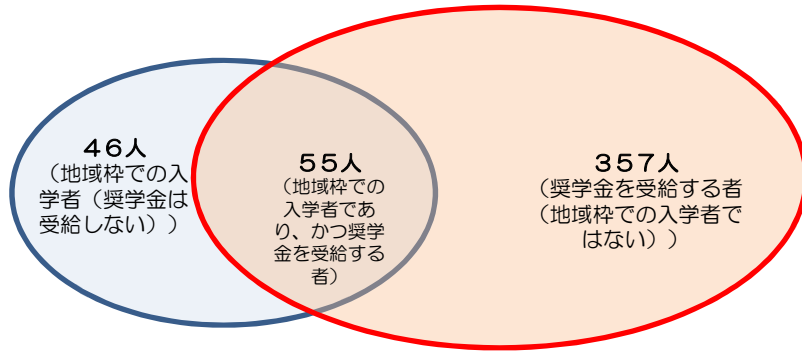 ４６人
（地域枠での入
学者（奨学金は
受給しない））
５５人
（地域枠での
入学者であ
り、かつ奨学
金を受給する
者）
３５７人
（奨学金を受給する者
（地域枠での入学者で
はない））